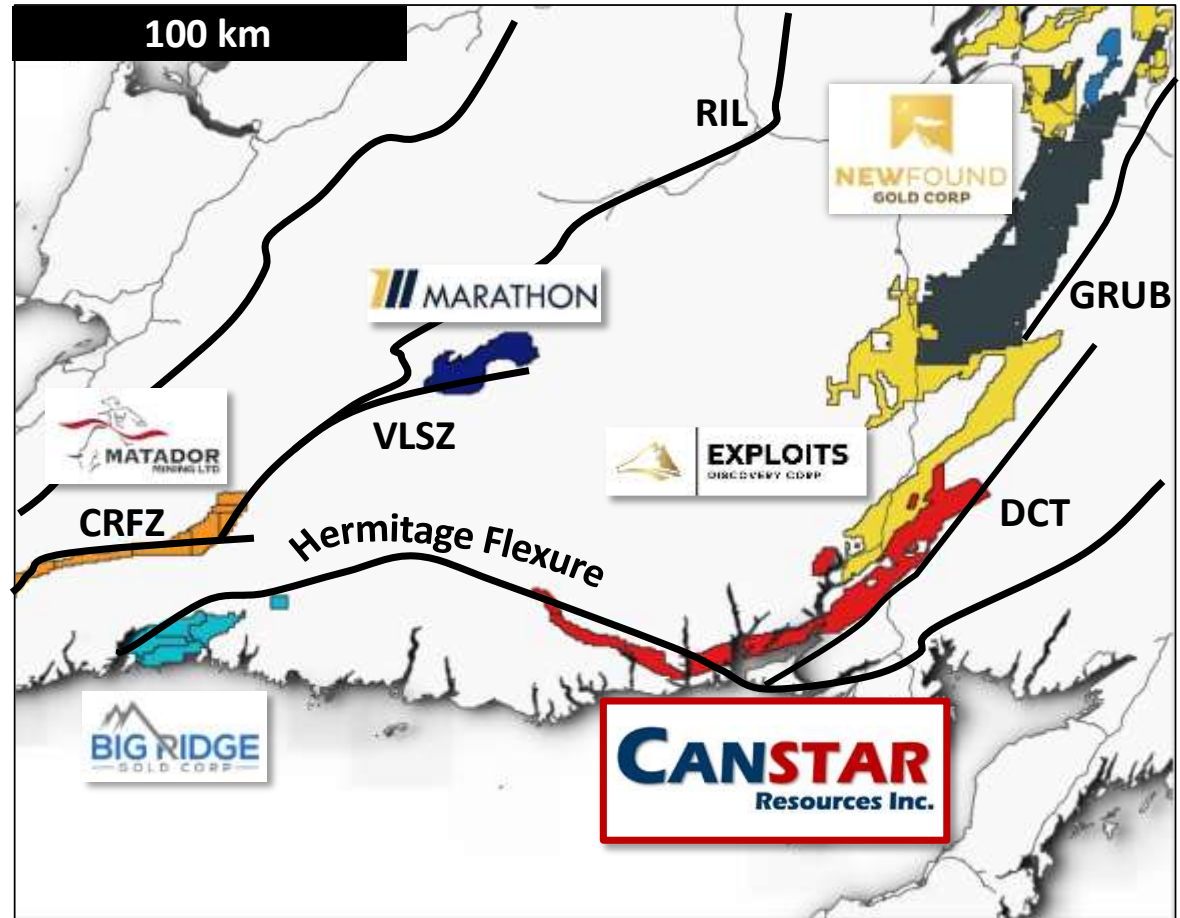 100 km
RIL
NEWFOUND
GOLD CORP
GRUB
MARATHON
VLSZ
MATADOR
MINING LTD
EXPLOITS
DISCOVERY CORP
CRFZ
DCT
Hermitage Flexure
BIG RIDGE
GOLD CORP
CANSTAR
Resources Inc.